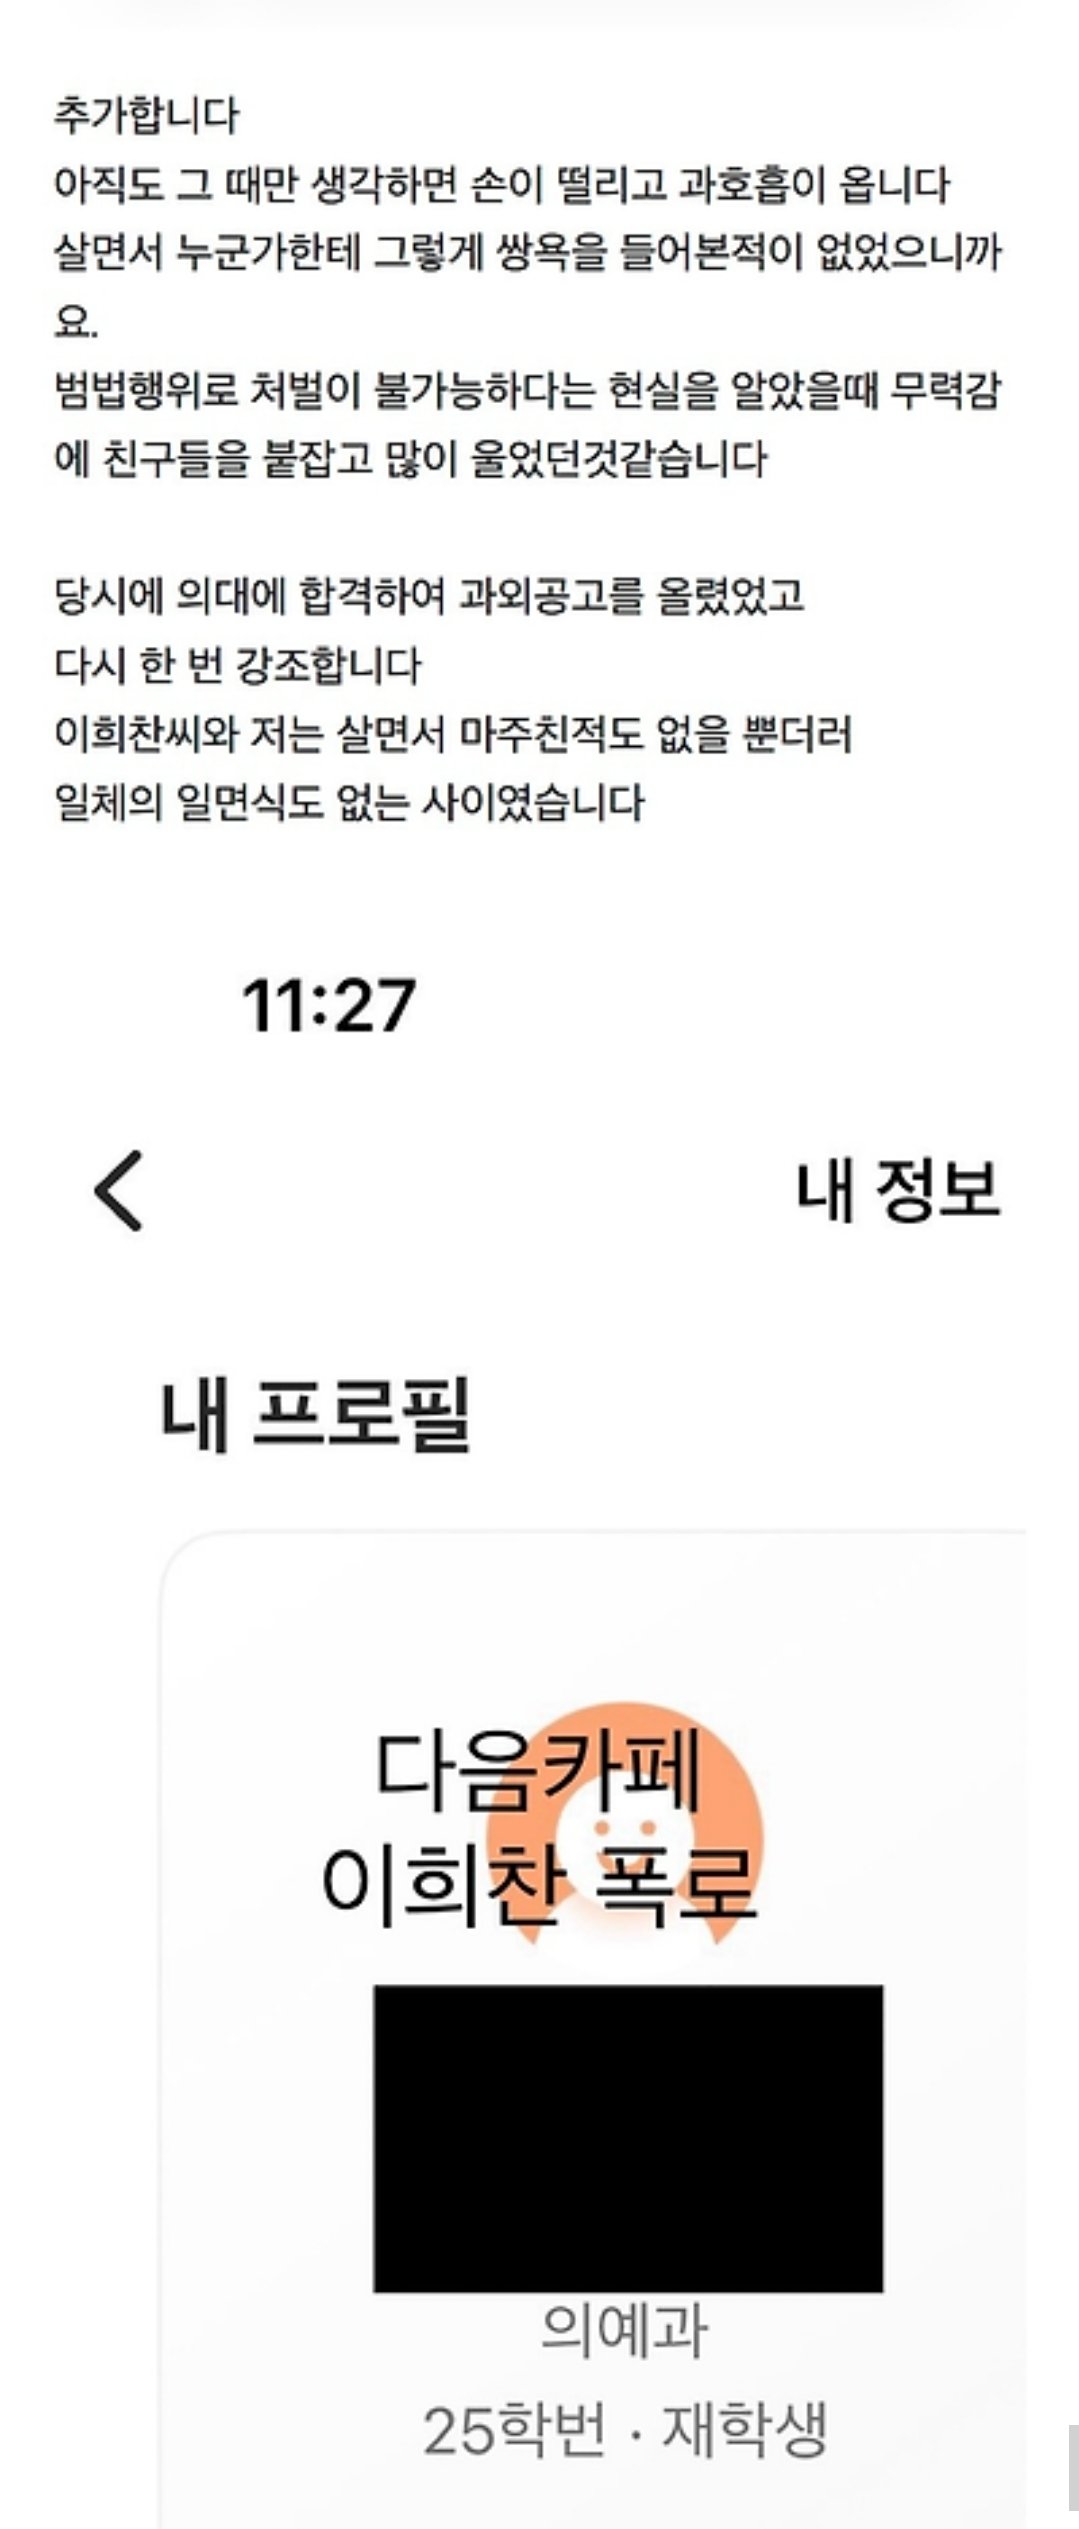 추가합니다
아직도 그 때만 생각하면 손이 떨리고 과호흡이 옵니다
살면서 누군가한테 그렇게 쌍욕을 들어본적이 없었으니까
요.
범법행위로 처벌이 불가능하다는 현실을 알았을때 무력감
에 친구들을 붙잡고 많이 울었던것같습니다
당시에 의대에 합격하여 과외공고를 올렸었고
다시 한 번 강조합니다
이희찬씨와 저는 살면서 마주친적도 없을 뿐더러
일체의 일면식도 없는 사이였습니다
11:27
내 정보
내 프로필
다음카페
이희찬 폭로
의예과
25학번 · 재학생